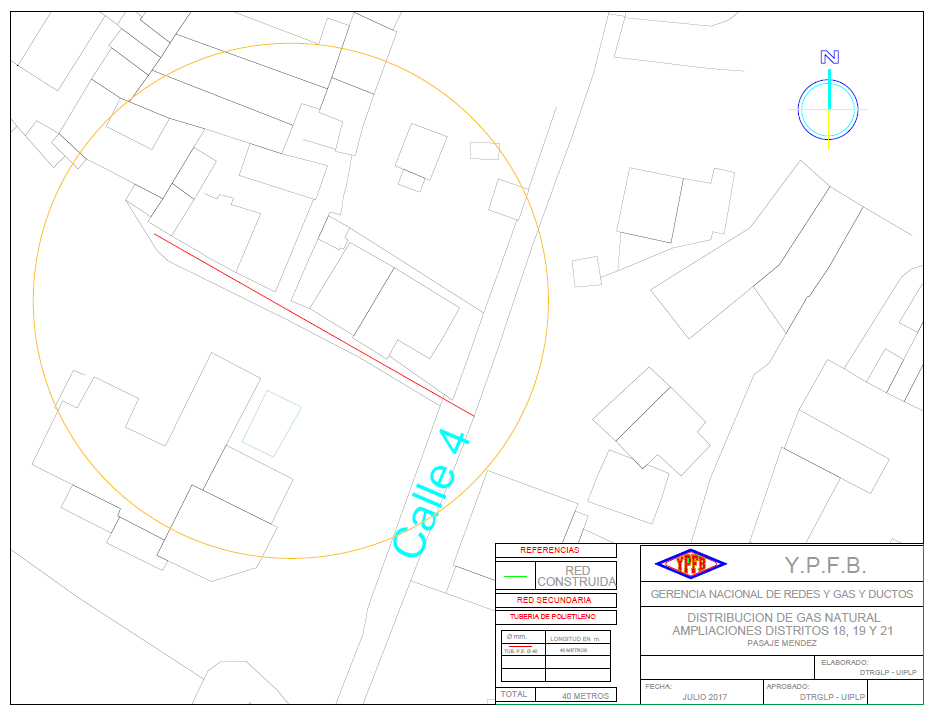 N
Calle 4
REFERENCIAS
RED
CONSTRUIDA
RED SECUNDARIA
TUBERIA DE POLIETILENO
Ø mm.
LONGITUD EN m.
TUB. P.E. Ø 40
40 METROS
TOTAL
40 METROS
YPFB
Y.P.F.B.
GERENCIA NACIONAL DE REDES Y GAS Y DUCTOS
DISTRIBUCION DE GAS NATURAL
AMPLIACIONES DISTRITOS 18, 19 Y 21
PASAJE MENDEZ
ELABORADO:
DTRGLP - UIPLP
FECHA:
JULIO 2017
APROBADO:
DTRGLP - UIPLP